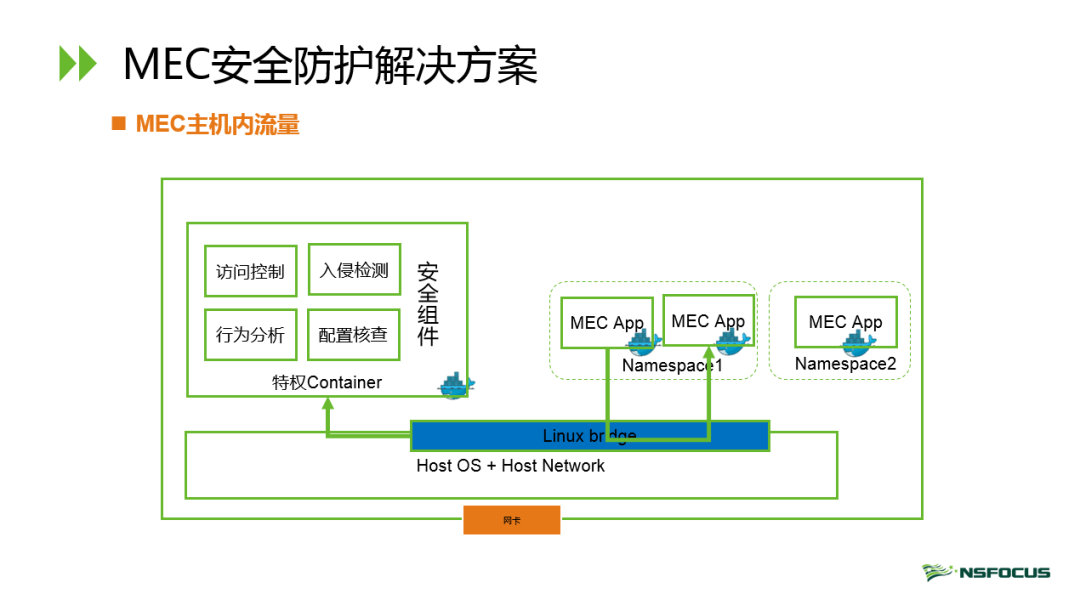 MEC安全防护解决方案
MEC主机内流量
访问控制
入侵检测
安全组件
行为分析
配置核查
特权Container
MEC App
MEC App
Namespace1
MEC App
Namespace2
Linux bridge
Host OS + Host Network
网卡
NSFOCUS